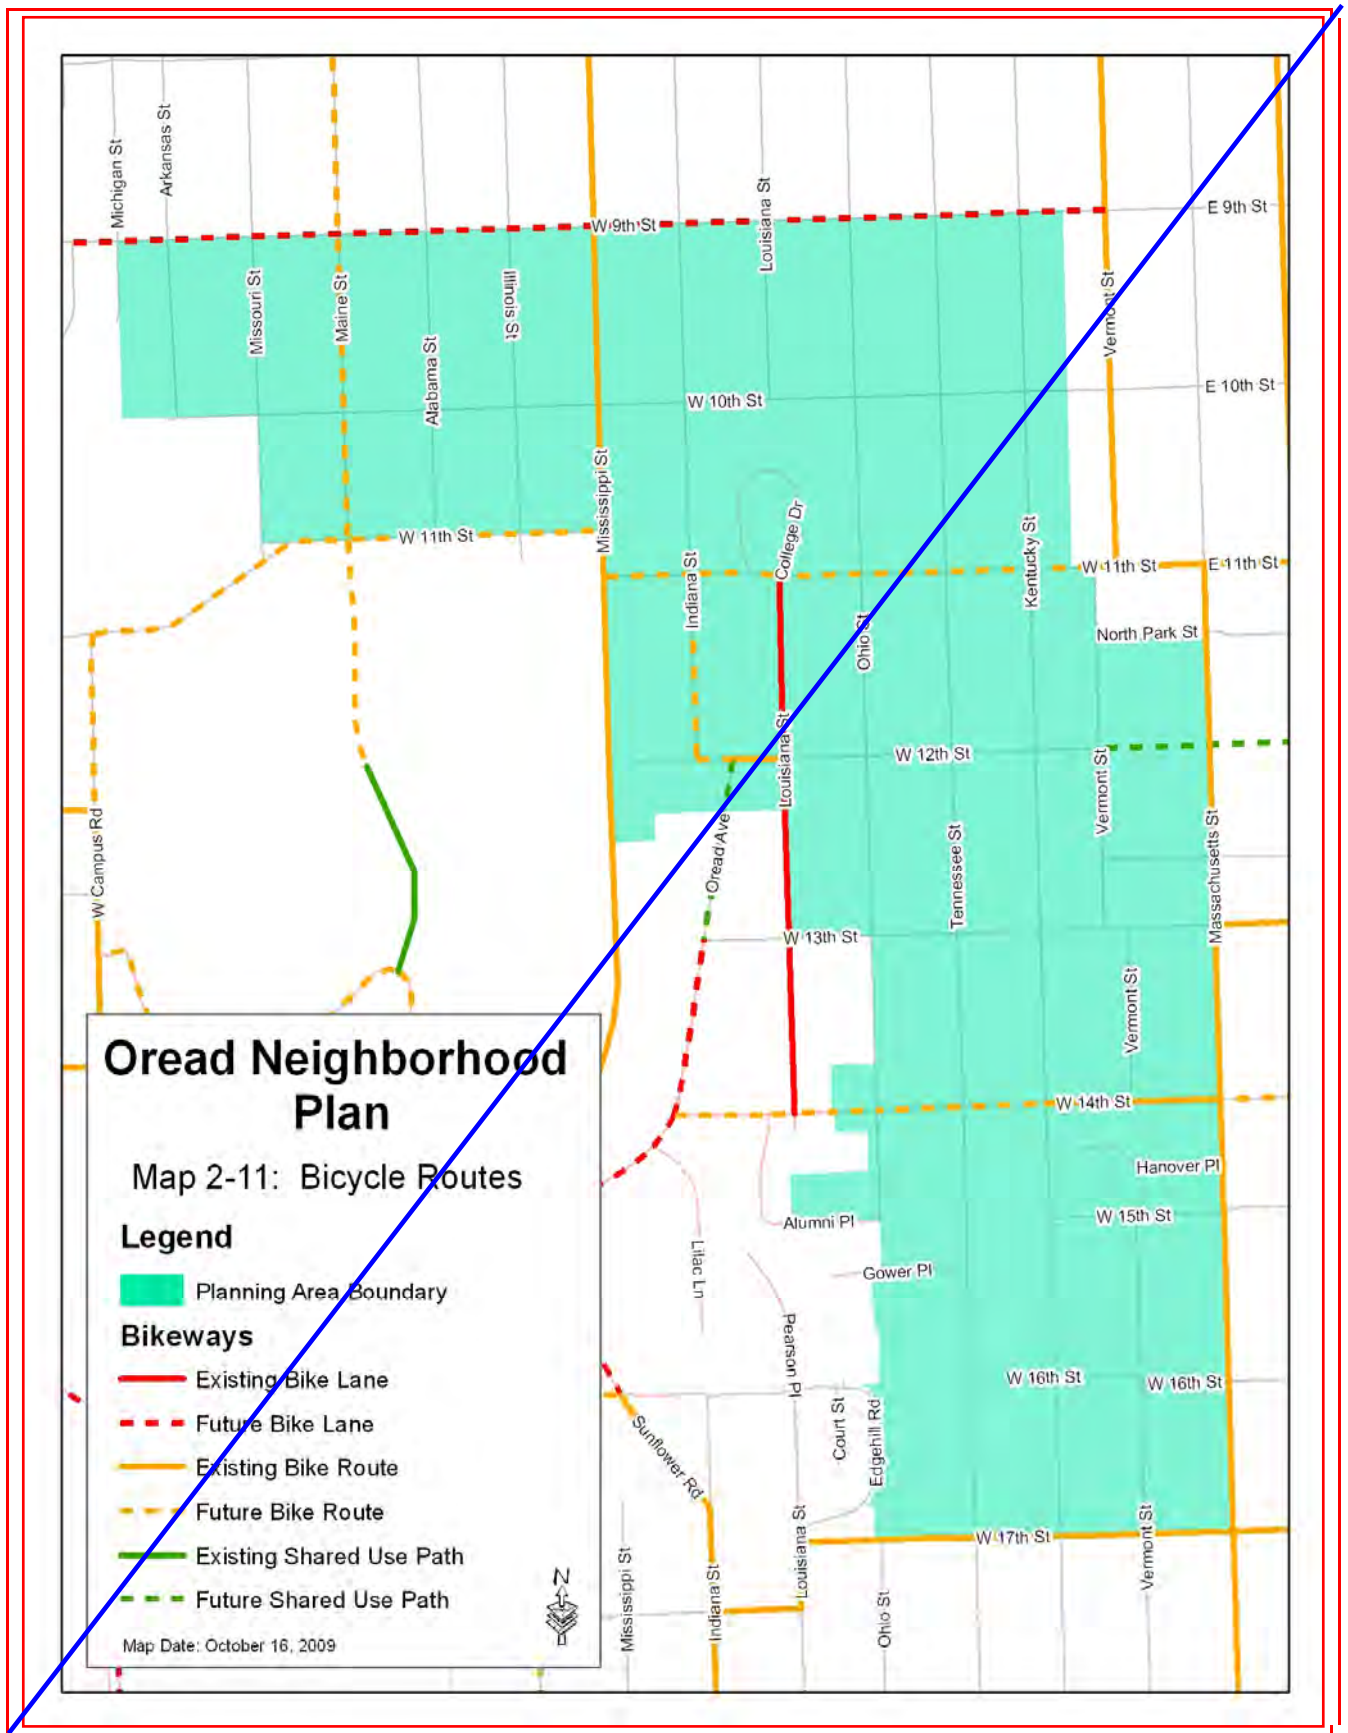 Michigan St
Arkansas St
Louisiana St
E 9th St
W 9th St
Missouri St
Maine St
Illinois St
Alabama St
Vermont St
E 10th St
W 10th St
Mississippi St
College Dr
W 11th St
Indiana St
Kentucky St
W 11th St
E 11th St
Ohio St
North Park St
Louisiana St
W 12th St
Vermont St
W Campus Rd
Oread Ave
Tennessee St
Massachusetts St
W 13th St
Vermont St
W 14th St
Hanover Pl
Alumni Pl
W 15th St
Lilac Ln
Gower Pl
Pearson Pl
W 16th St
W 16th St
Court St
Edgehill Rd
Sunflower Rd
W 17th St
Louisiana St
Vermont St
Mississippi St
Indiana St
Ohio St
Oread Neighborhood
Plan
Map 2-11: Bicycle Routes
Legend
Planning Area Boundary
Bikeways
Existing Bike Lane
Future Bike Lane
Existing Bike Route
Future Bike Route
Existing Shared Use Path
Future Shared Use Path
N
Map Date: October 16, 2009